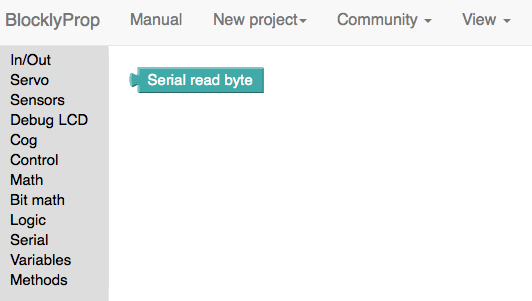 BlocklyProp Manual New project Community View
In/Out
Servo
Sensors
Debug LCD
Cog
Control
Math
Bit math
Logic
Serial
Variables
Methods
Serial read byte